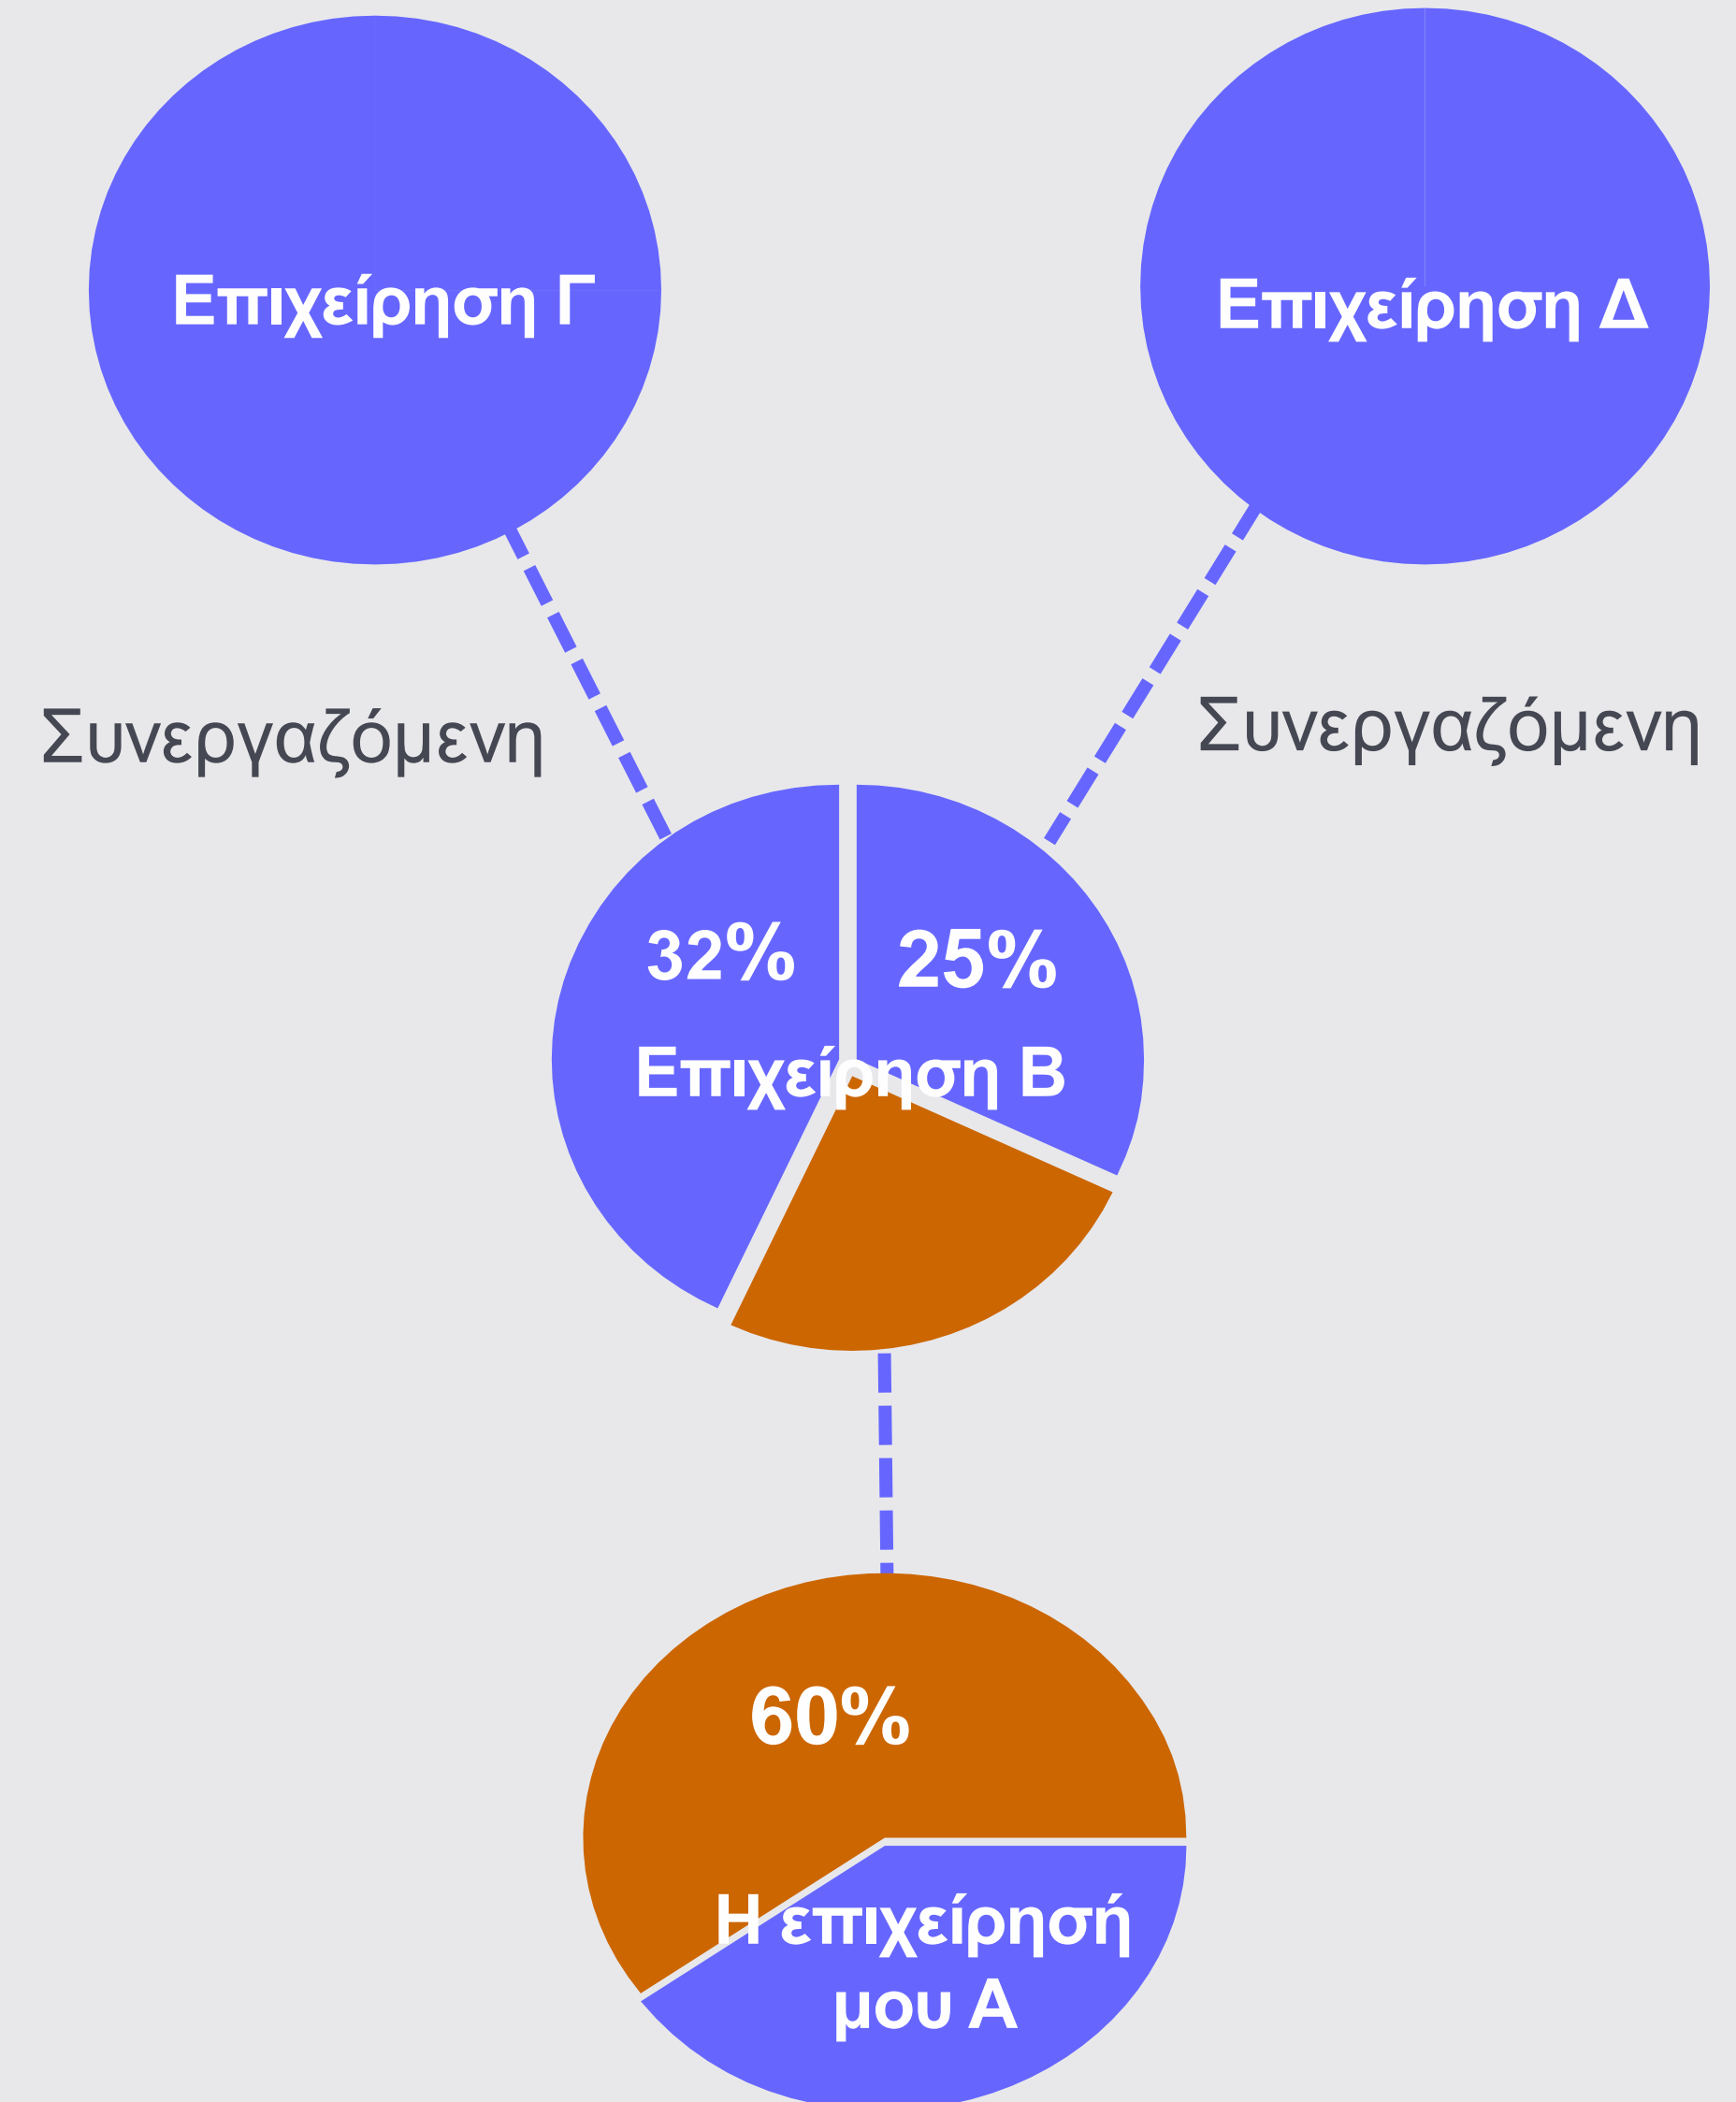 Επιχείρηση Γ
Επιχείρηση Δ
Συνεργαζόμενη
Συνεργαζόμενη
32%
25%
Επιχείρηση Β
60%
Η επιχείρησή
μου Α